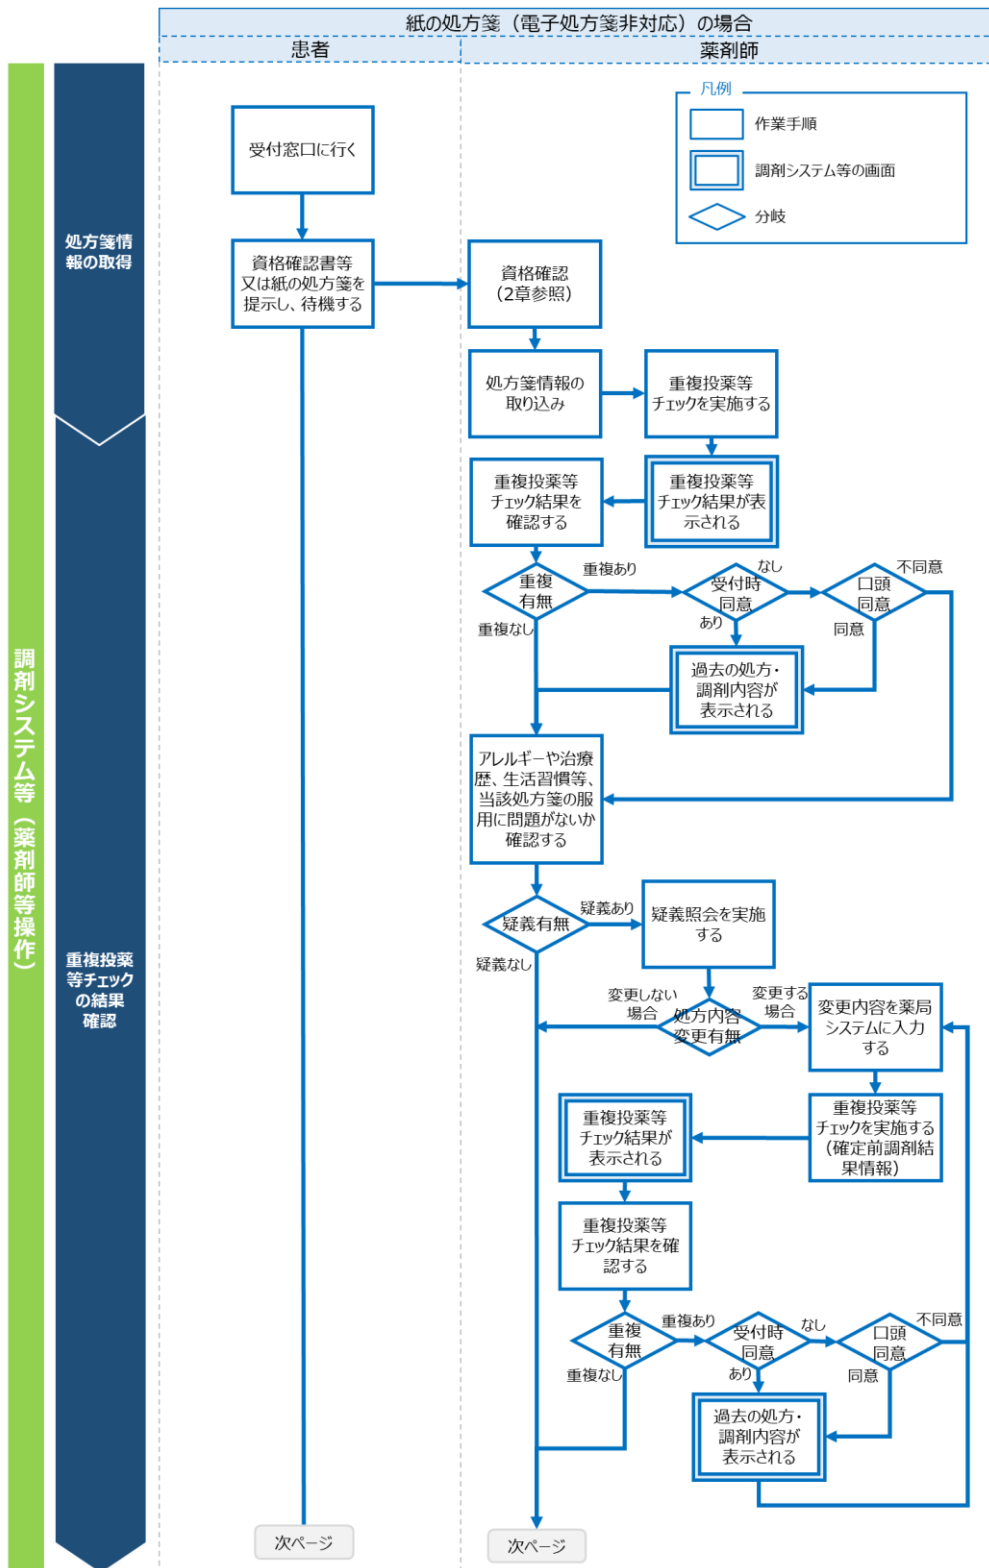 紙の処方箋（電子処方箋非対応）の場合
患者
薬剤師
凡例
作業手順
調剤システム等の画面
分岐
調剤システム等（薬剤師等操作）
処方箋情
報の取得
受付窓口に行く
資格確認書等
又は紙の処方箋を
提示し、待機する
資格確認
（2章参照）
処方箋情報の
取り込み
重複投薬等
チェックを実施する
重複投薬等
チェック結果が表
示される
重複投薬等
チェック結果を
確認する
重複
有無
重複あり
重複なし
受付時
同意
なし
あり
口頭
同意
不同意
同意
過去の処方・
調剤内容が
表示される
アレルギーや治療
歴、生活習慣等、
当該処方箋の服
用に問題がないか
確認する
重複投薬
等チェック
の結果
確認
疑義有無
疑義あり
疑義なし
疑義照会を実施
する
処方内容
変更有無
変更しない
場合
変更する
場合
変更内容を薬局
システムに入力
する
重複投薬等
チェックを実施する
（確定前調剤結
果情報）
重複投薬等
チェック結果が
表示される
重複投薬等
チェック結果を確
認する
重複
有無
重複あり
重複なし
受付時
同意
なし
あり
口頭
同意
不同意
同意
過去の処方・
調剤内容が
表示される
次ページ
次ページ